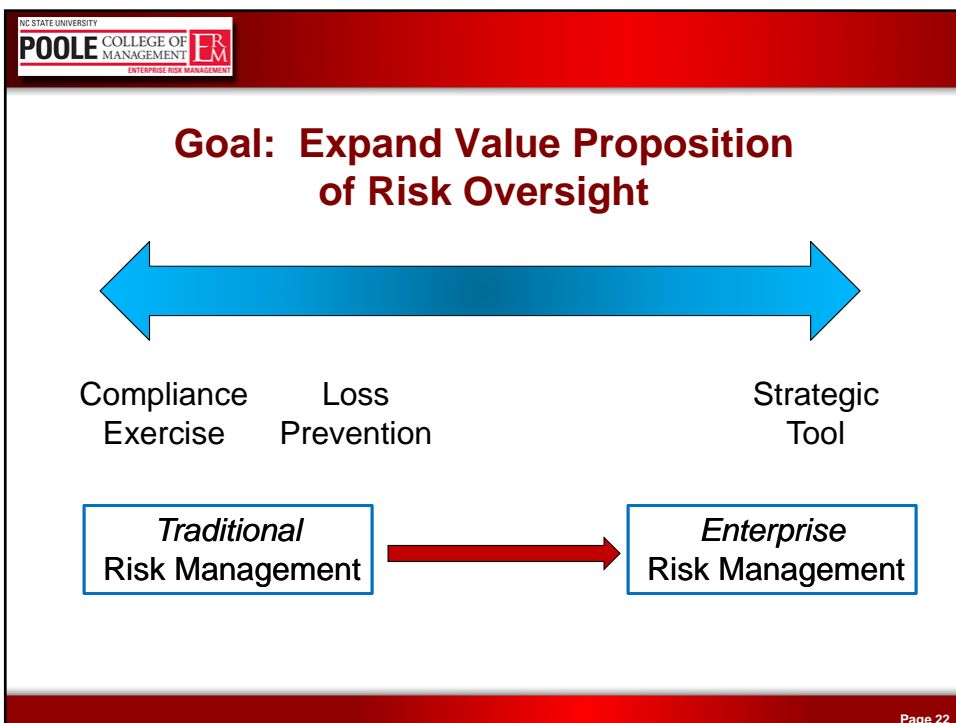 NC STATE UNIVERSITY
POOLE COLLEGE OF MANAGEMENT ERM
ENTERPRISE RISK MANAGEMENT
Goal: Expand Value Proposition
of Risk Oversight
Compliance
Exercise
Loss
Prevention
Strategic
Tool
Traditional
Risk Management
Enterprise
Risk Management
Page 22